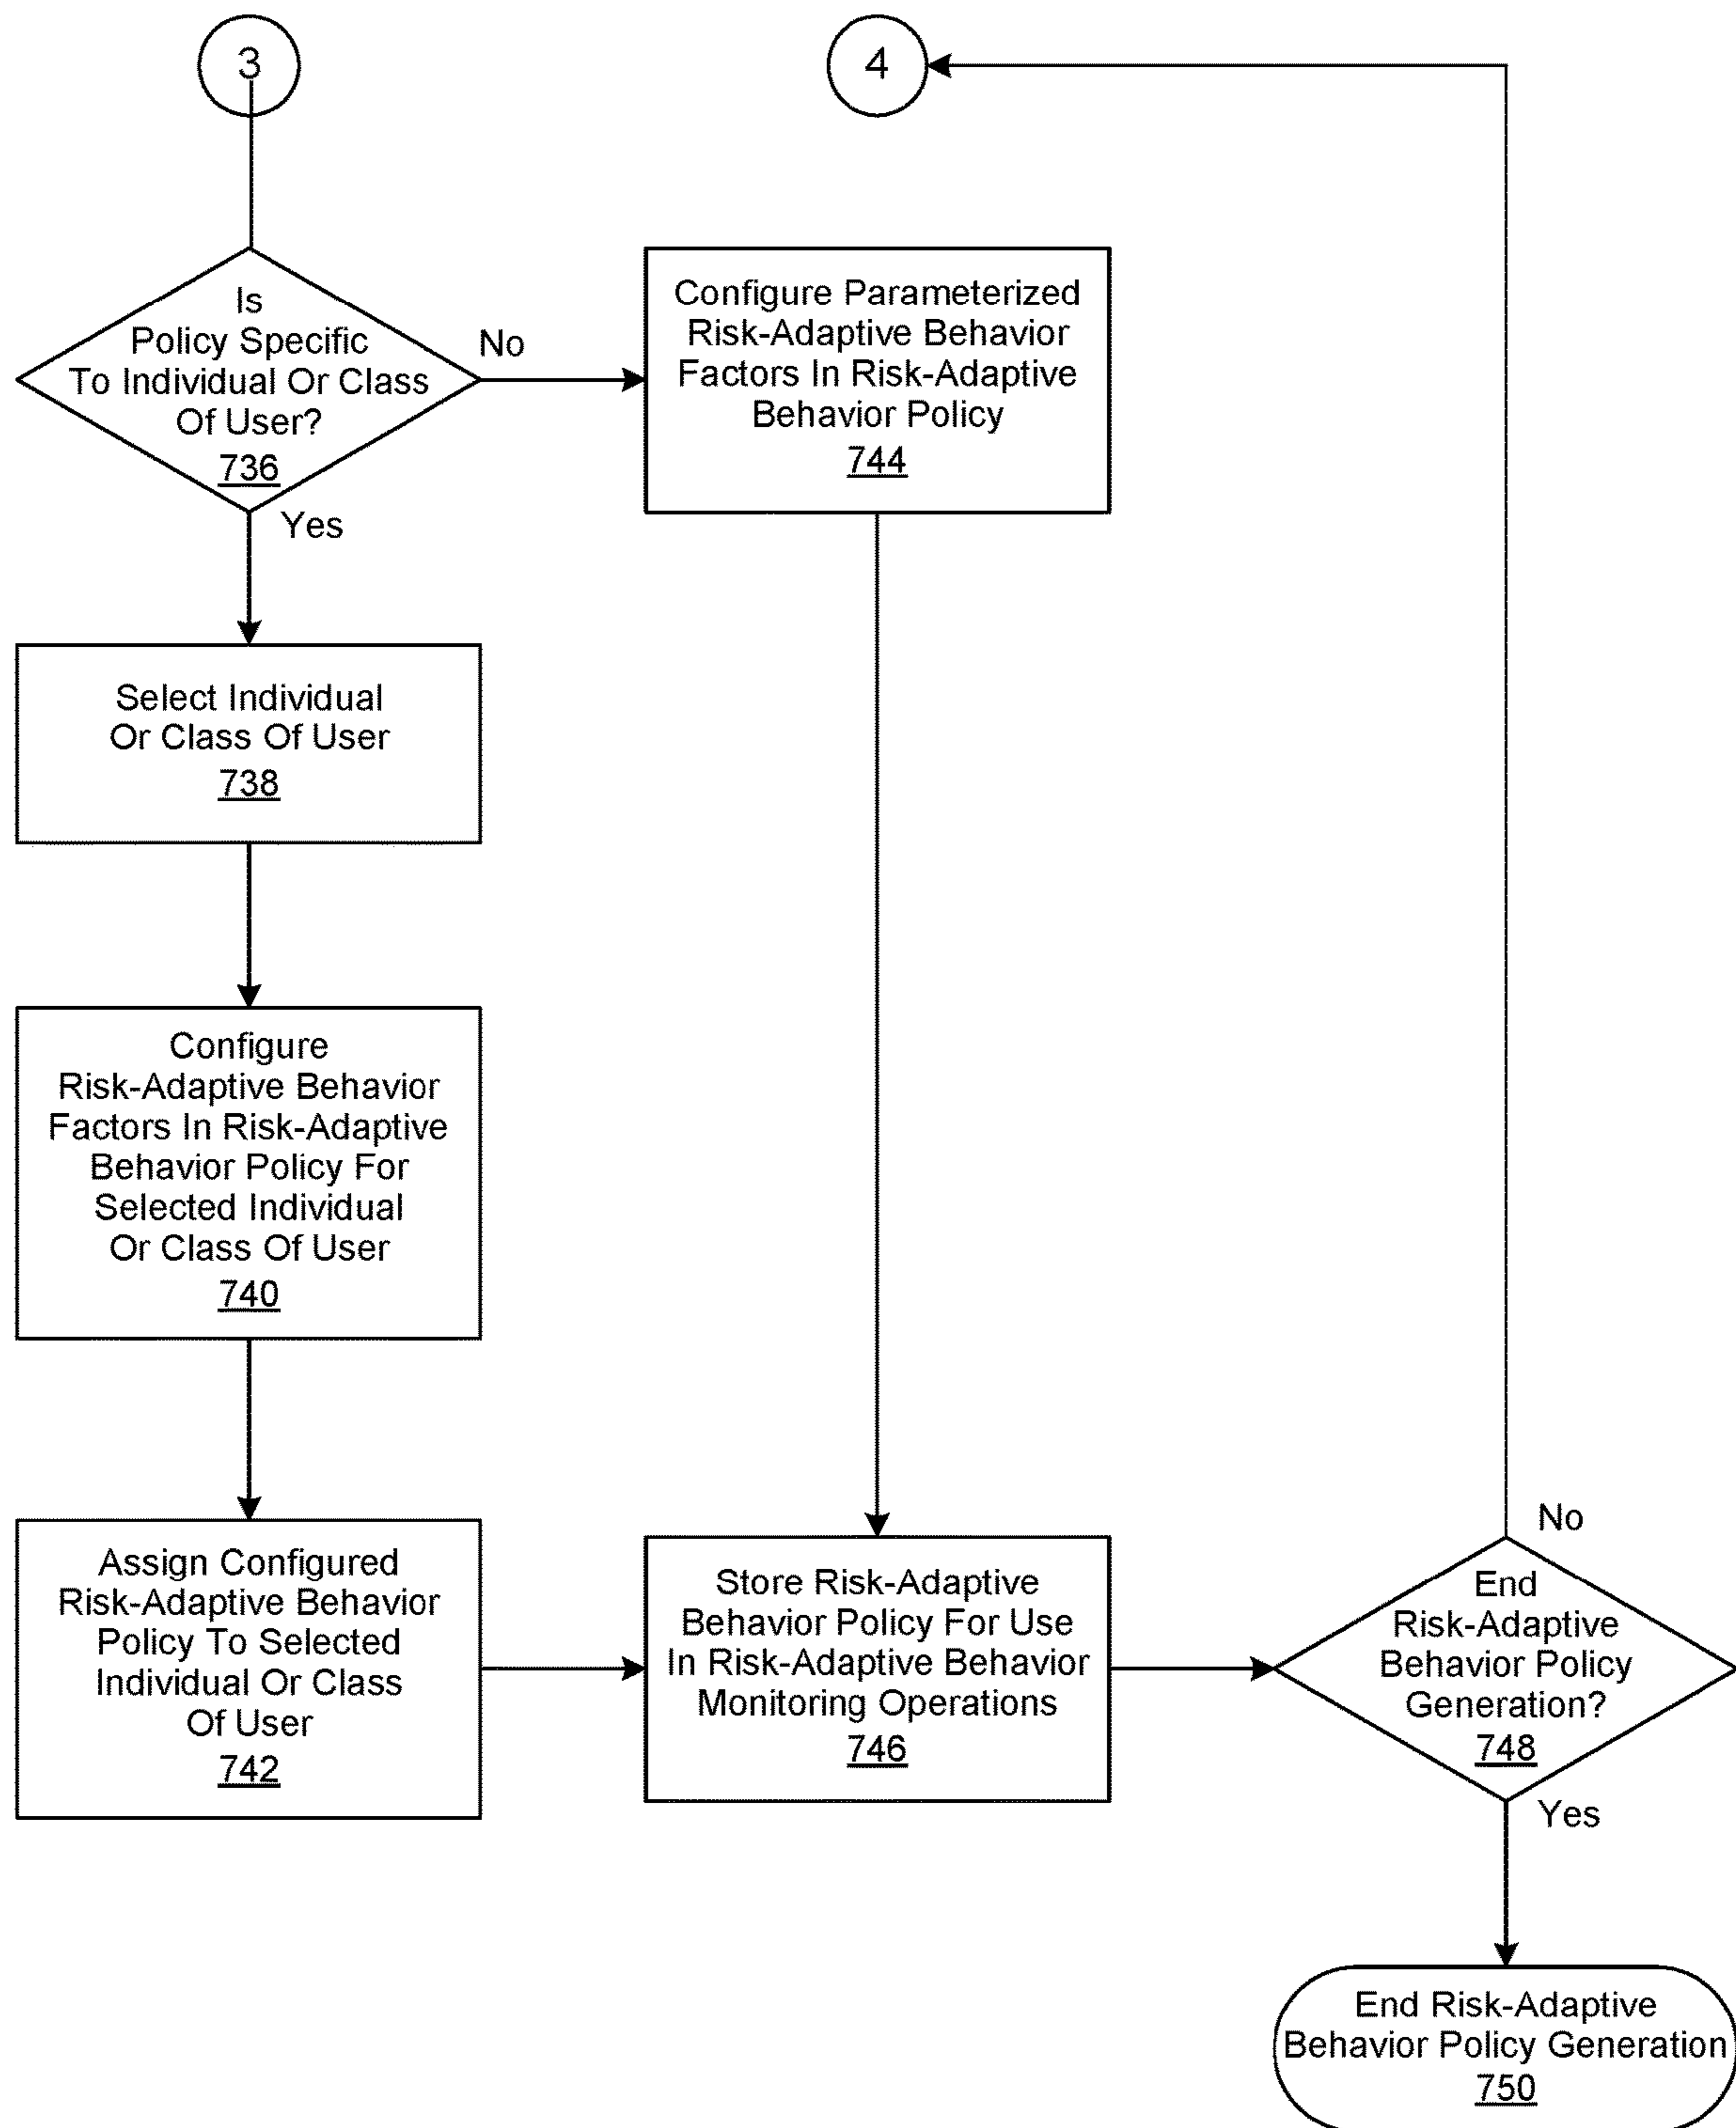 3
4
Is
Policy Specific
To Individual Or Class
Of User?
736
No
Yes
Configure Parameterized
Risk-Adaptive Behavior
Factors In Risk-Adaptive
Behavior Policy
744
Select Individual
Or Class Of User
738
Configure
Risk-Adaptive Behavior
Factors In Risk-Adaptive
Behavior Policy For
Selected Individual
Or Class Of User
740
Assign Configured
Risk-Adaptive Behavior
Policy To Selected
Individual Or Class
Of User
742
Store Risk-Adaptive
Behavior Policy For Use
In Risk-Adaptive Behavior
Monitoring Operations
746
No
End
Risk-Adaptive
Behavior Policy
Generation?
748
Yes
End Risk-Adaptive
Behavior Policy Generation
750